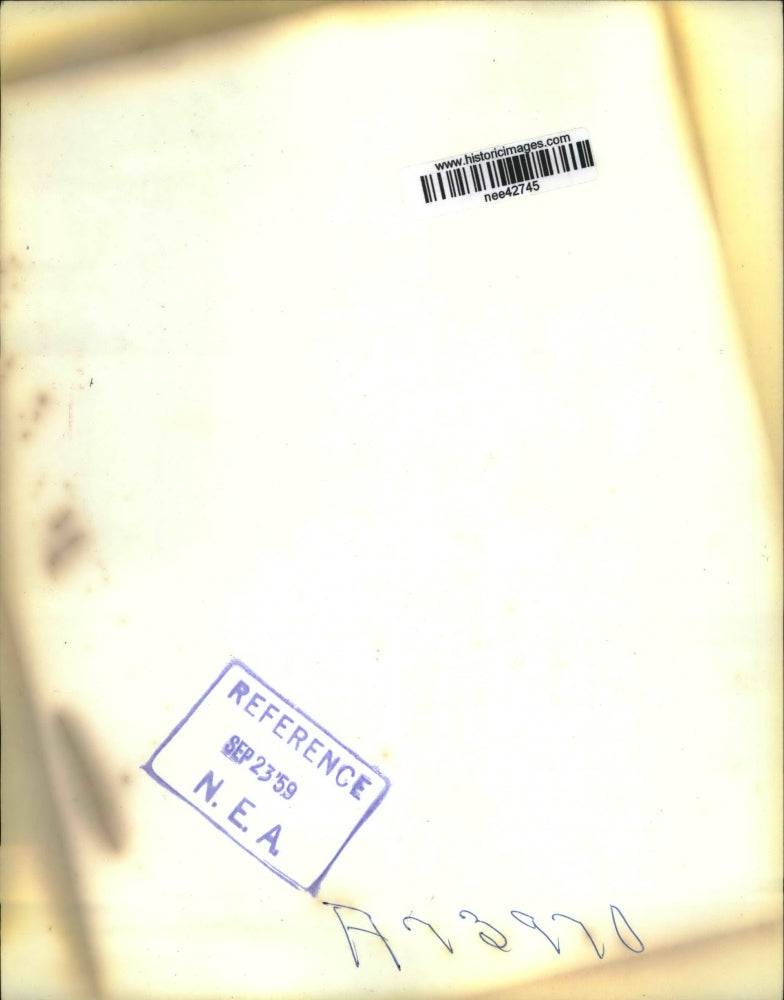 www.historicimages.com
nee42745
REFERENCE
SEP 23 '59
N. E. A.